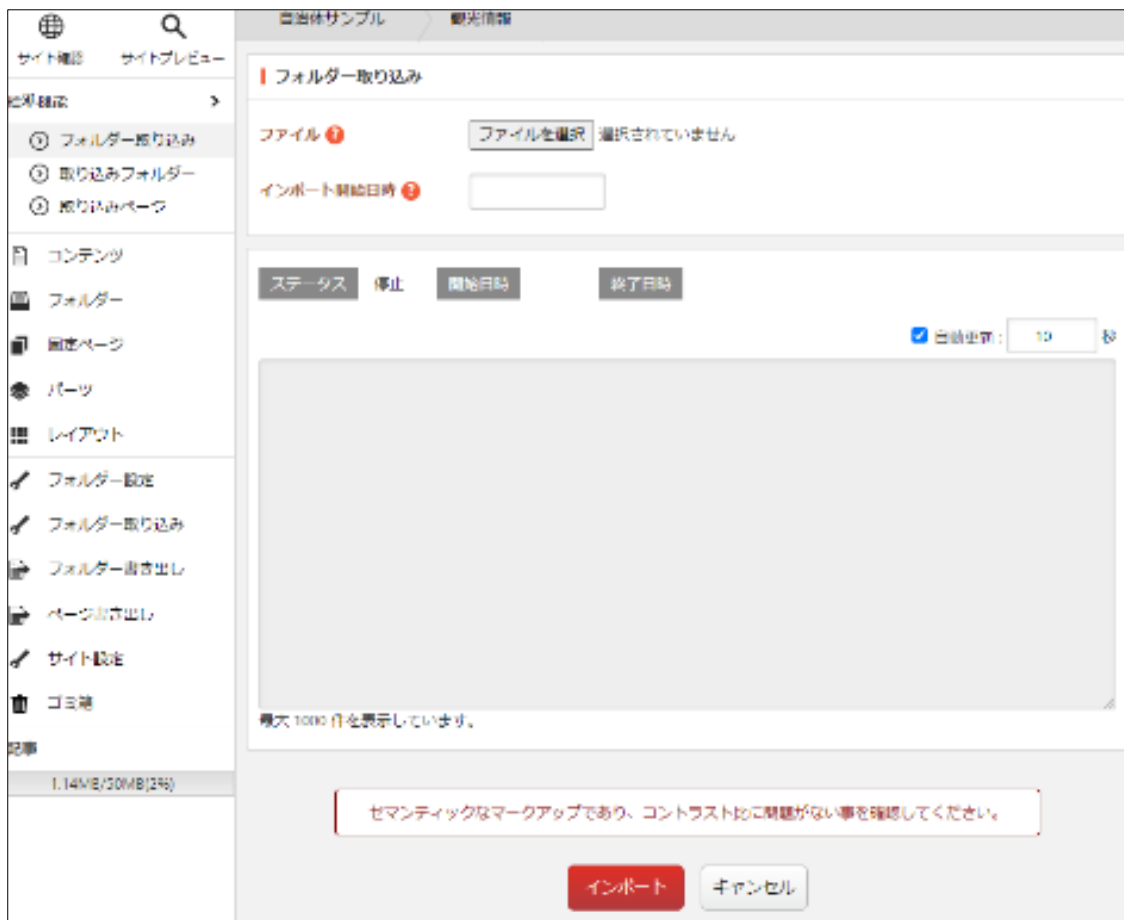 自治体サンプル 観光情報
サイト確認 サイトプレビュー
フォルダー取り込み
取り込みフォルダー
取り込みページ
コンテンツ
フォルダー
固定ページ
パーツ
レイアウト
フォルダー設定
フォルダー取り込み
フォルダー書き出し
ページ書き出し
サイト設定
ゴミ箱
記事
1.14MB/50MB(2%)
フォルダー取り込み
ファイル ? ファイルを選択 選択されていません
インポート開始日時 ?
ステータス 停止 開始日時 終了日時
自動更新: 10 秒
最大 1000 件を表示しています。
セマンティックなマークアップであり、コントラスト比に問題がない事を確認してください。
インポート キャンセル